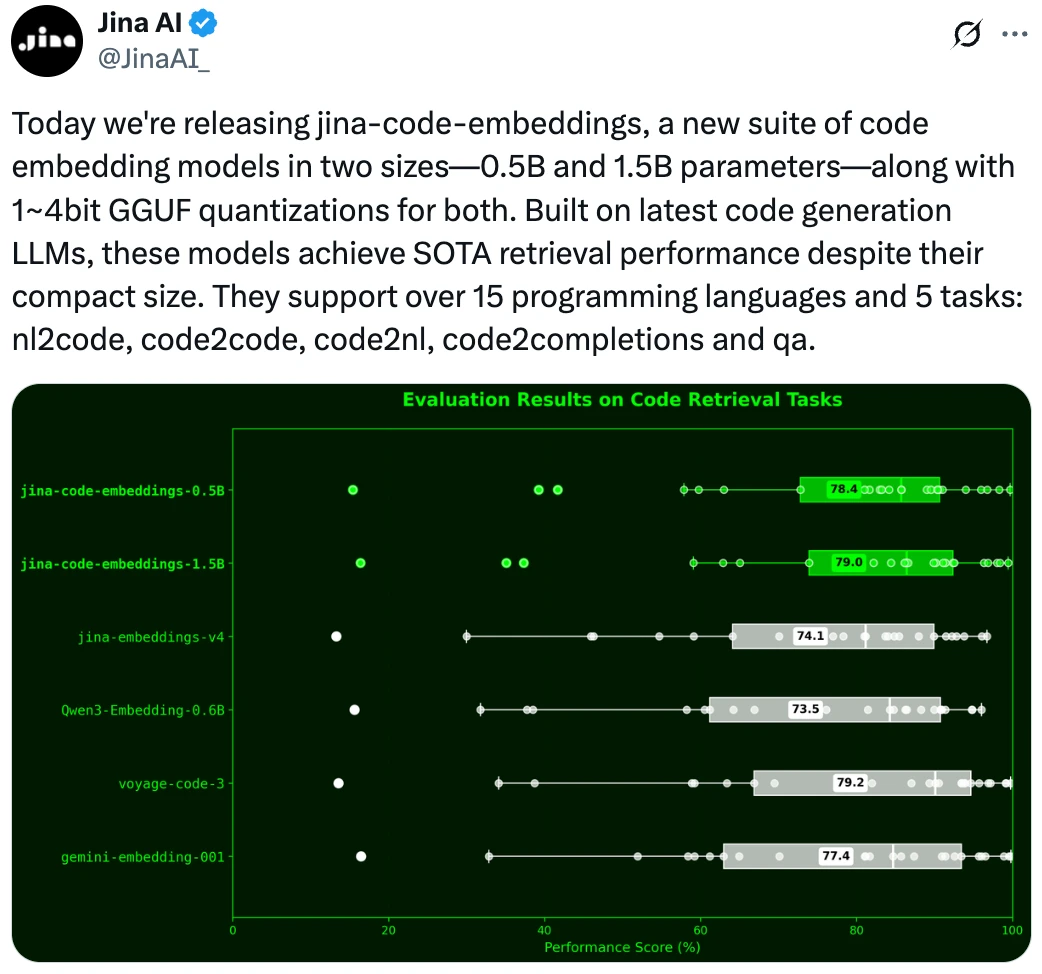 Jina AI
@JinaAI_
Today we're releasing jina-code-embeddings, a new suite of code
embedding models in two sizes—0.5B and 1.5B parameters—along with
1~4bit GGUF quantizations for both. Built on latest code generation
LLMs, these models achieve SOTA retrieval performance despite their
compact size. They support over 15 programming languages and 5 tasks:
nl2code, code2code, code2nl, code2completions and qa.
Evaluation Results on Code Retrieval Tasks
jina-code-embeddings-0.5B
78.4
jina-code-embeddings-1.5B
79.0
jina-embeddings-v4
74.1
Qwen3-Embedding-0.6B
73.5
voyage-code-3
79.2
gemini-embedding-001
77.4
0 20 40 60 80 100
Performance Score (%)
jina